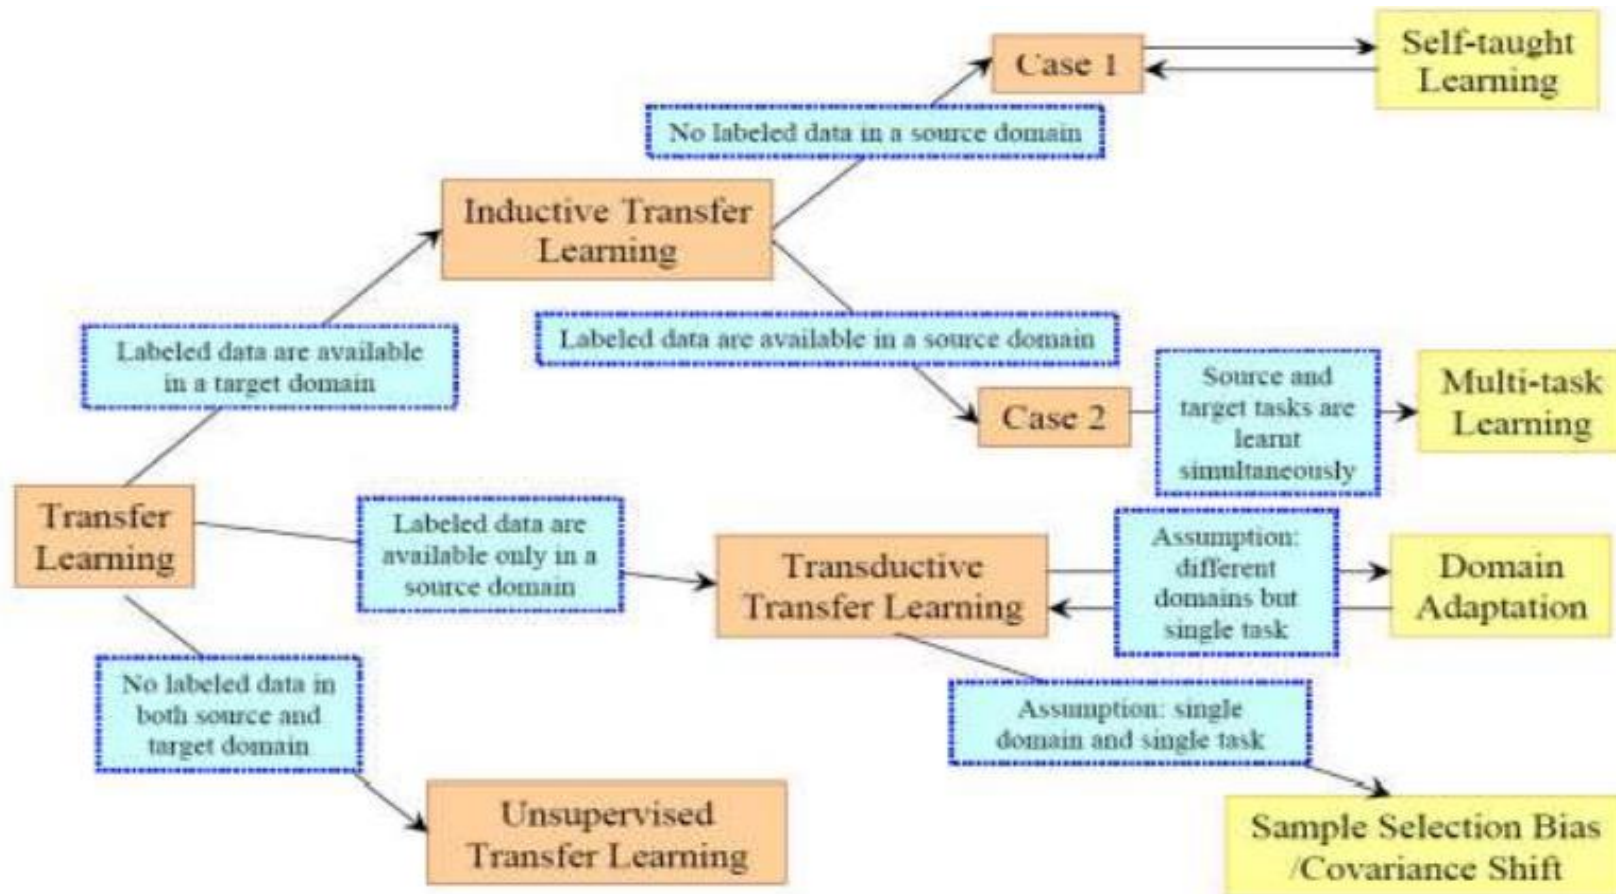 Case 1
Self-taught
Learning
No labeled data in a source domain
Inductive Transfer
Learning
Labeled data are available
in a target domain
Labeled data are available in a source domain
Case 2
Source and
target tasks are
learnt
simultaneously
Multi-task
Learning
Transfer
Learning
Labeled data are
available only in a
source domain
Transductive
Transfer Learning
Assumption:
different
domains but
single task
Domain
Adaptation
No labeled data in
both source and
target domain
Assumption: single
domain and single task
Unsupervised
Transfer Learning
Sample Selection Bias
/Covariance Shift